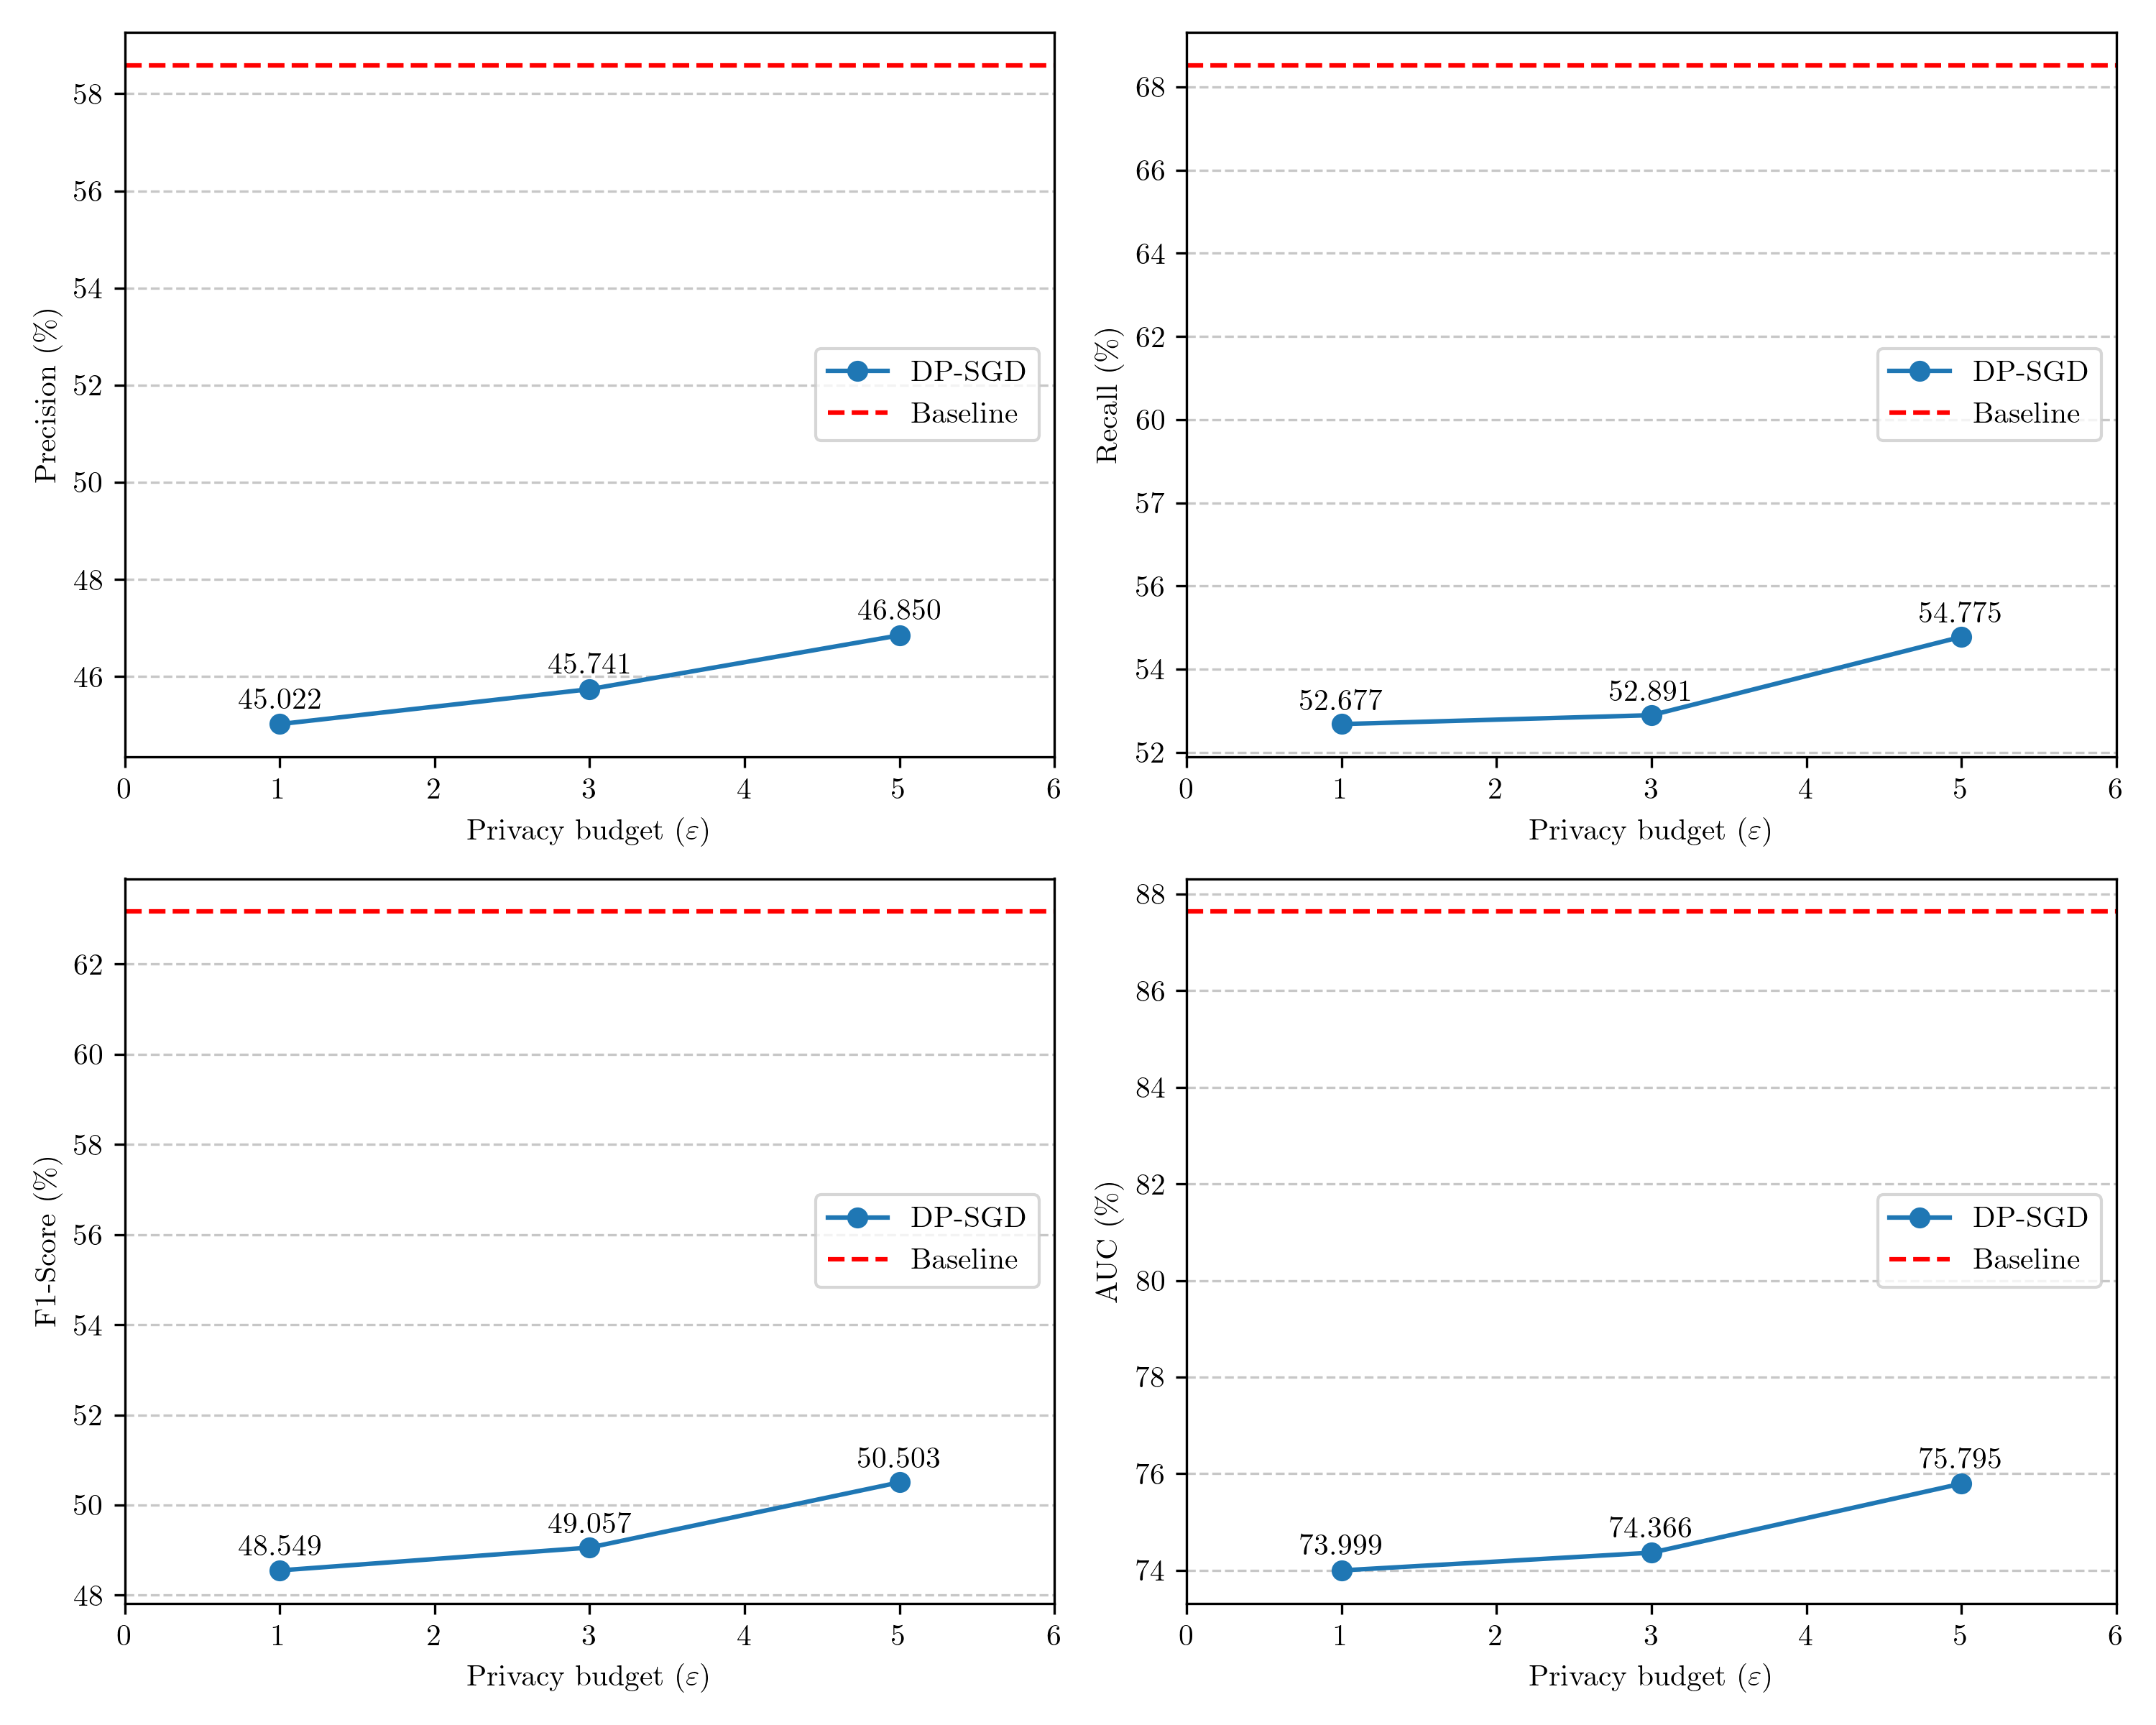 58
56
54
52
50
48
46
Precision (%)
DP-SGD
Baseline
45.022
45.741
46.850
0 1 2 3 4 5 6
Privacy budget (ε)
68
66
64
62
60
57
56
54
52
Recall (%)
DP-SGD
Baseline
52.677
52.891
54.775
0 1 2 3 4 5 6
Privacy budget (ε)
62
60
58
56
54
52
50
48
F1-Score (%)
DP-SGD
Baseline
48.549
49.057
50.503
0 1 2 3 4 5 6
Privacy budget (ε)
88
86
84
82
80
78
76
74
AUC (%)
DP-SGD
Baseline
73.999
74.366
75.795
0 1 2 3 4 5 6
Privacy budget (ε)